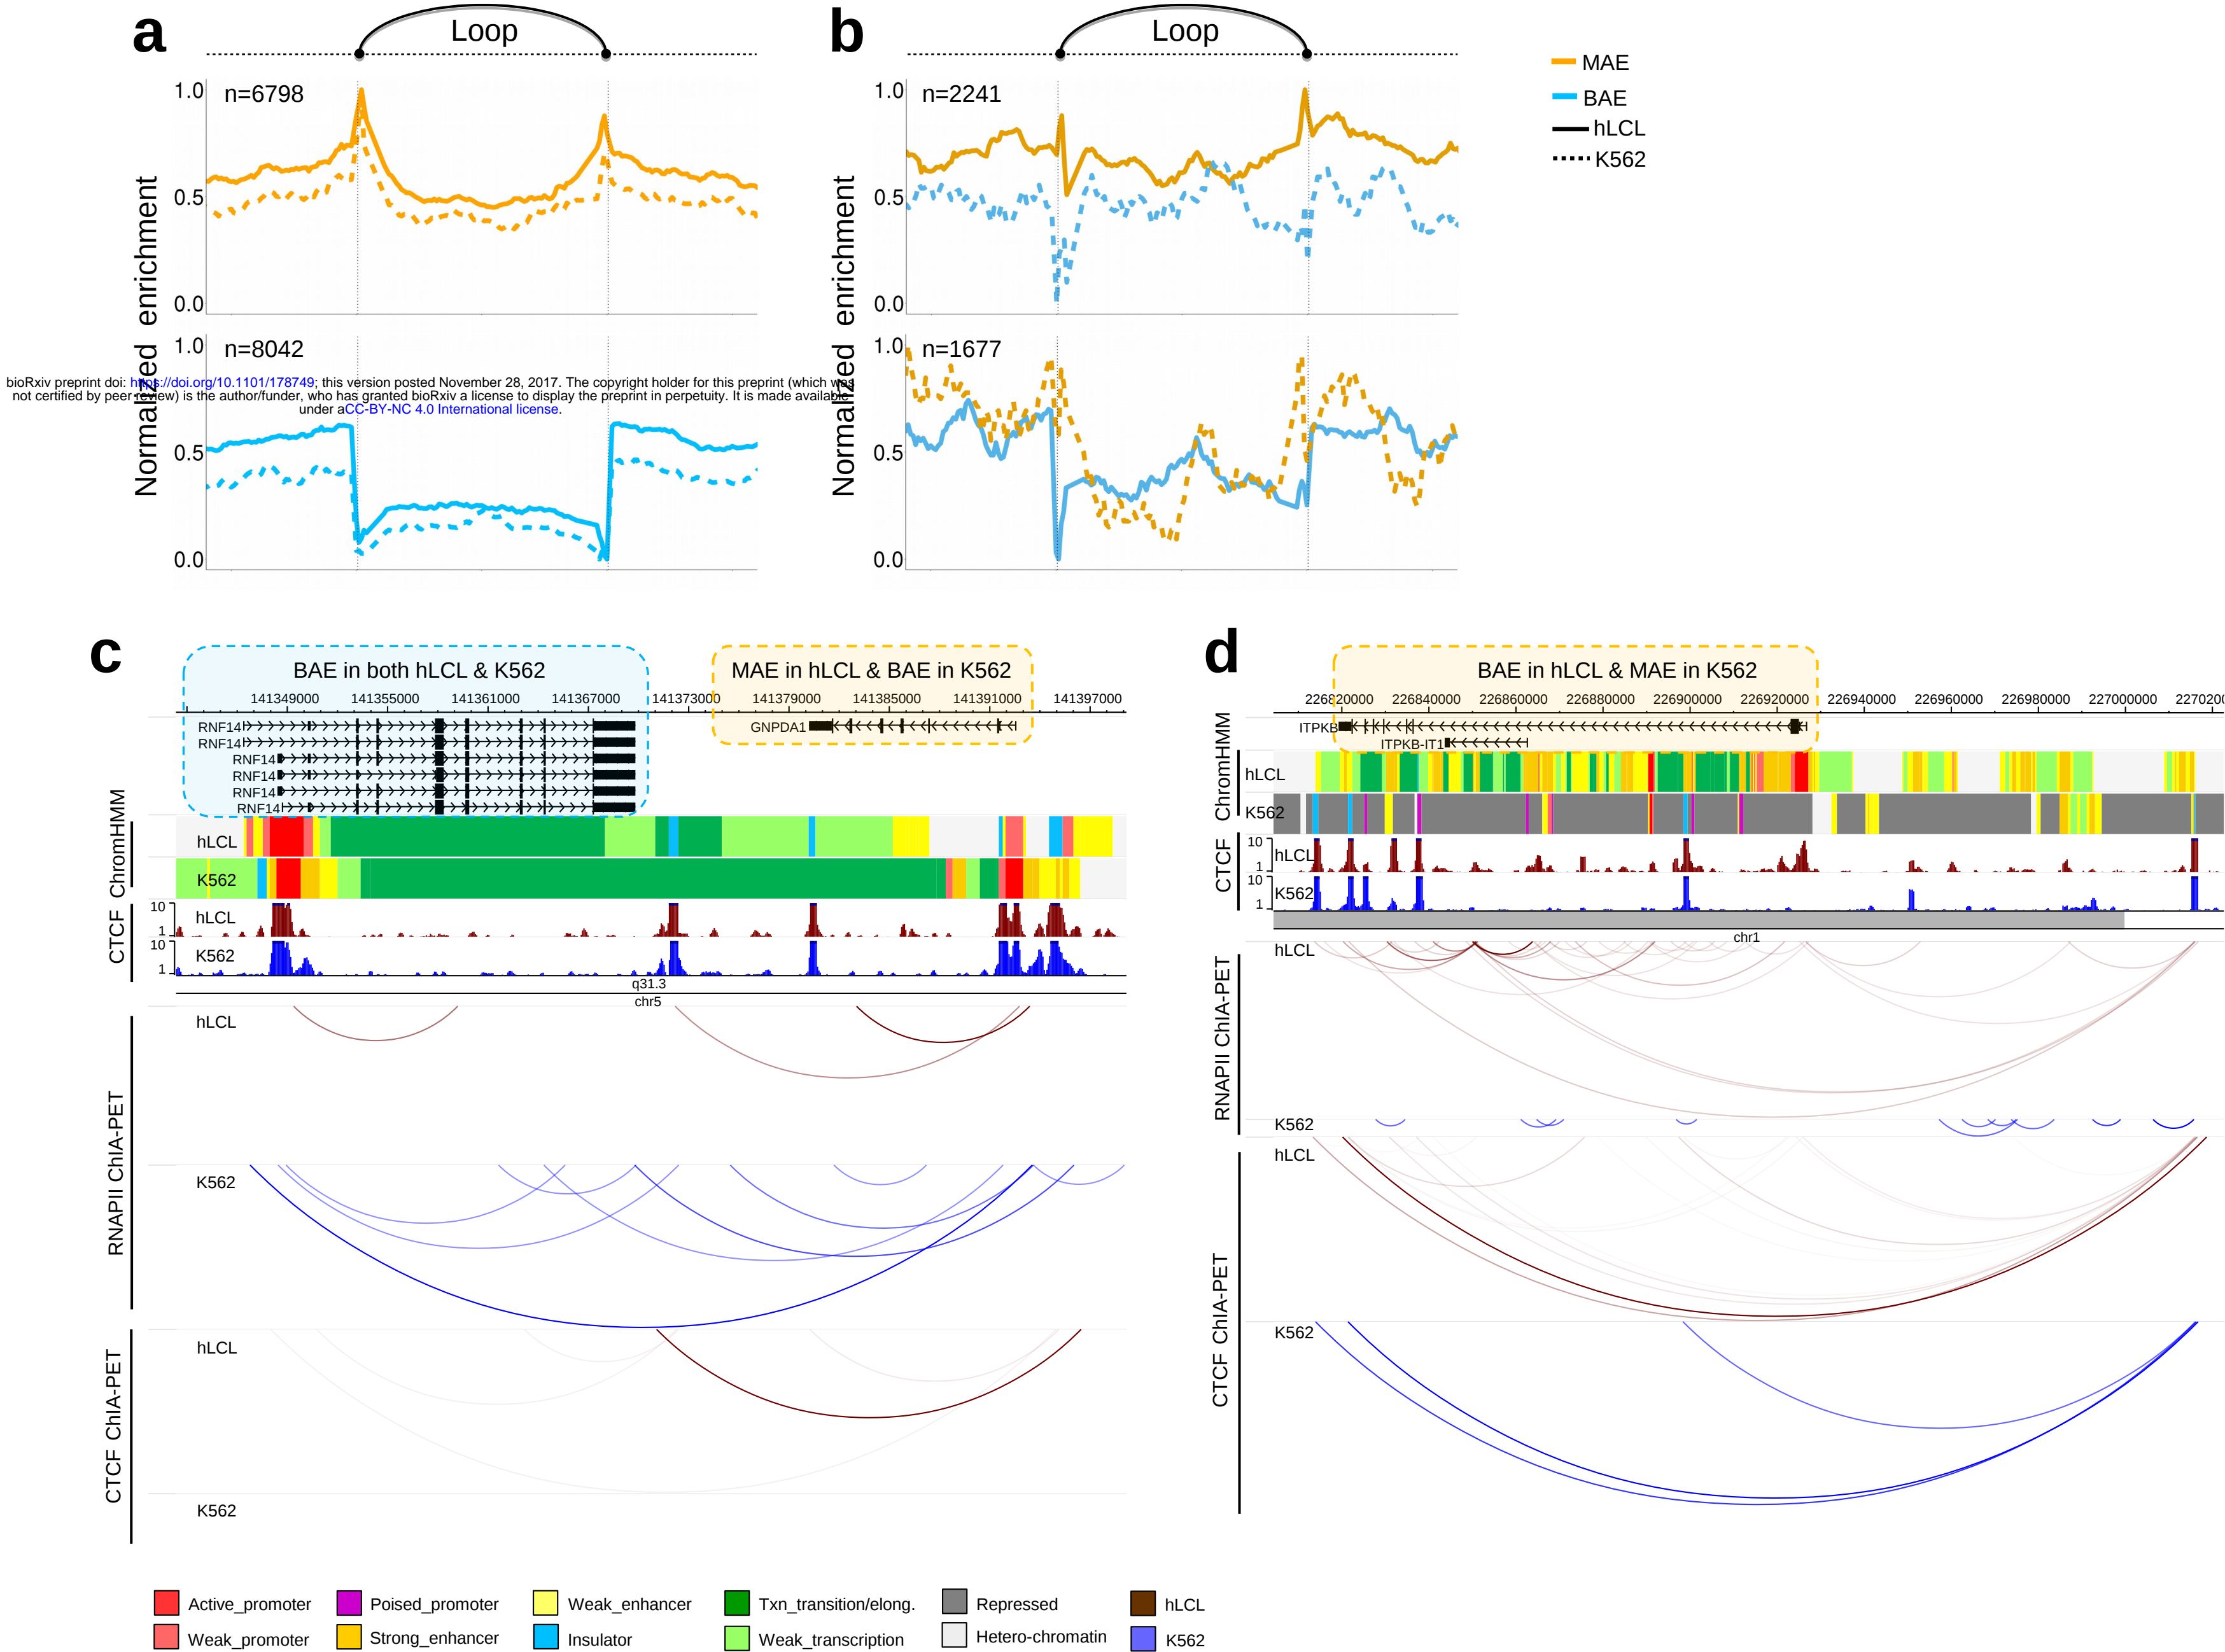 a
Loop
b
Loop
MAE
BAE
hLCL
K562
Normalized enrichment
1.0
n=6798
0.5
0.0
1.0
n=8042
0.5
0.0
Normalized enrichment
1.0
n=2241
0.5
0.0
1.0
n=1677
0.5
0.0
bioRxiv preprint doi: https://doi.org/10.1101/178749; this version posted November 28, 2017. The copyright holder for this preprint (which was
not certified by peer review) is the author/funder, who has granted bioRxiv a license to display the preprint in perpetuity. It is made available
under aCC-BY-NC 4.0 International license.
c
BAE in both hLCL & K562
MAE in hLCL & BAE in K562
141349000 141355000 141361000 141367000 141373000 141379000 141385000 141391000 141397000
RNF14
GNPDA1
RNF14
RNF14
RNF14
RNF14
RNF14
ChromHMM
hLCL
K562
CTCF
10
1
hLCL
10
1
K562
q31.3
chr5
RNAPII ChIA-PET
hLCL
K562
CTCF ChIA-PET
hLCL
K562
d
BAE in hLCL & MAE in K562
226820000 226840000 226860000 226880000 226900000 226920000 226940000 226960000 226980000 227000000 2270200
ITPKB
ITPKB-IT1
ChromHMM
hLCL
K562
CTCF
10
1
hLCL
10
1
K562
chr1
RNAPII ChIA-PET
hLCL
K562
CTCF ChIA-PET
hLCL
K562
Active_promoter
Poised_promoter
Weak_enhancer
Txn_transition/elong.
Repressed
hLCL
Weak_promoter
Strong_enhancer
Insulator
Weak_transcription
Hetero-chromatin
K562